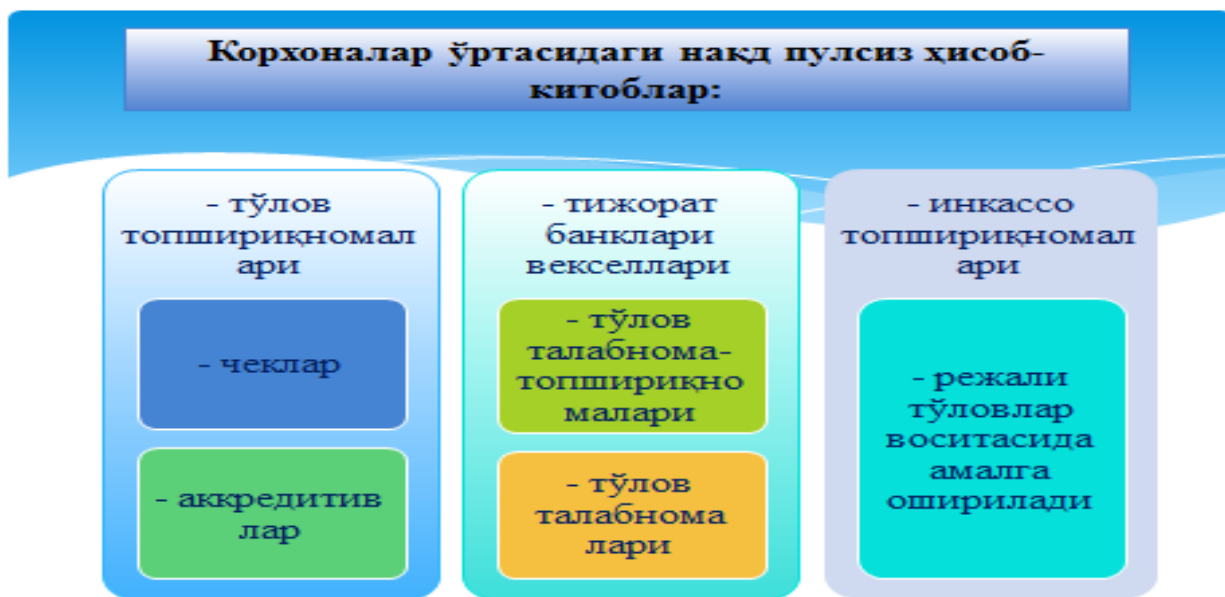 Корхоналар ўртасидаги нақд пулсиз ҳисоб-
китоблар:
- тўлов
топшириқномал
ари
- чеклар
- аккредитив
лар
- тижорат
банклари
векселлари
- тўлов
талабнома-
топшириқно
малари
- тўлов
талабнома
лари
- инкассо
топшириқномал
ари
- режали
тўловлар
воситасида
амалга
оширилади